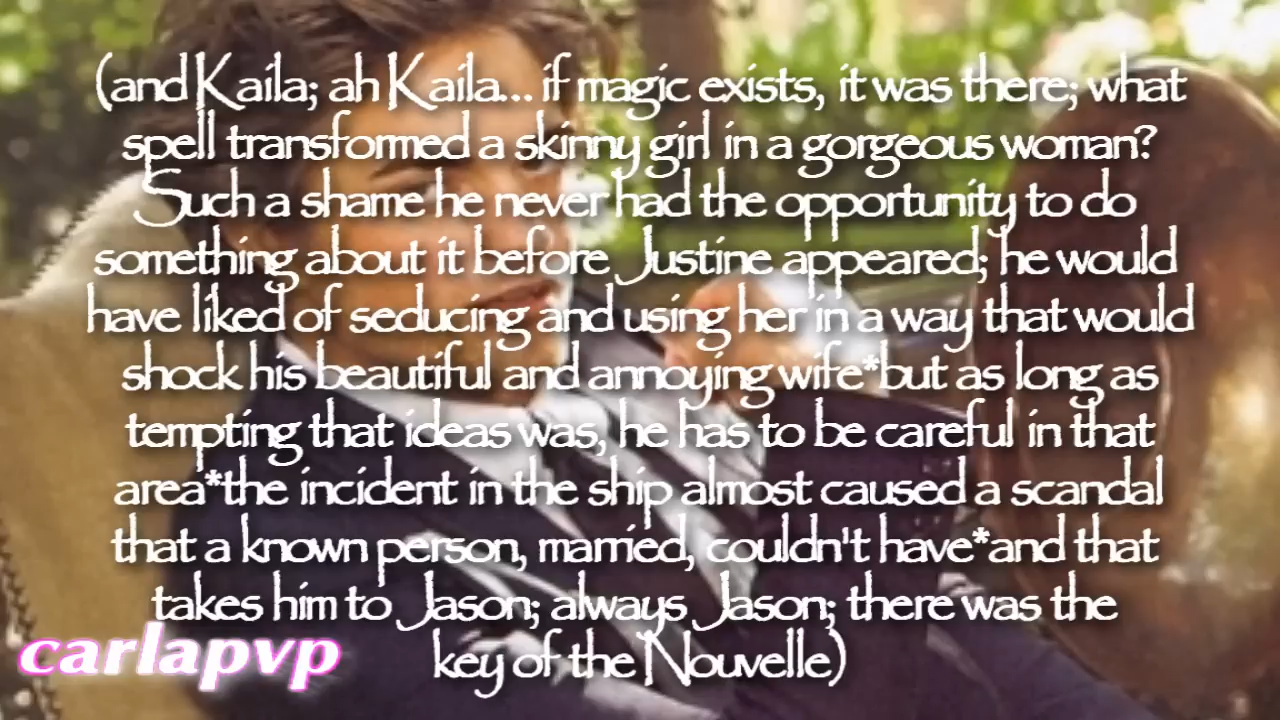 (and Kaila; ah Kaila... if magic exists, it was there; what
spell transformed a skinny girl in a gorgeous woman?
Such a shame he never had the opportunity to do
something about it before Justine appeared; he would
have liked of seducing and using her in a way that would
shock his beautiful and annoying wife*but as long as
tempting that ideas was, he has to be careful in that
area*the incident in the ship almost caused a scandal
that a known person, married, couldn't have*and that
takes him to Jason; always Jason; there was the
key of the Nouvelle)
carlapvp